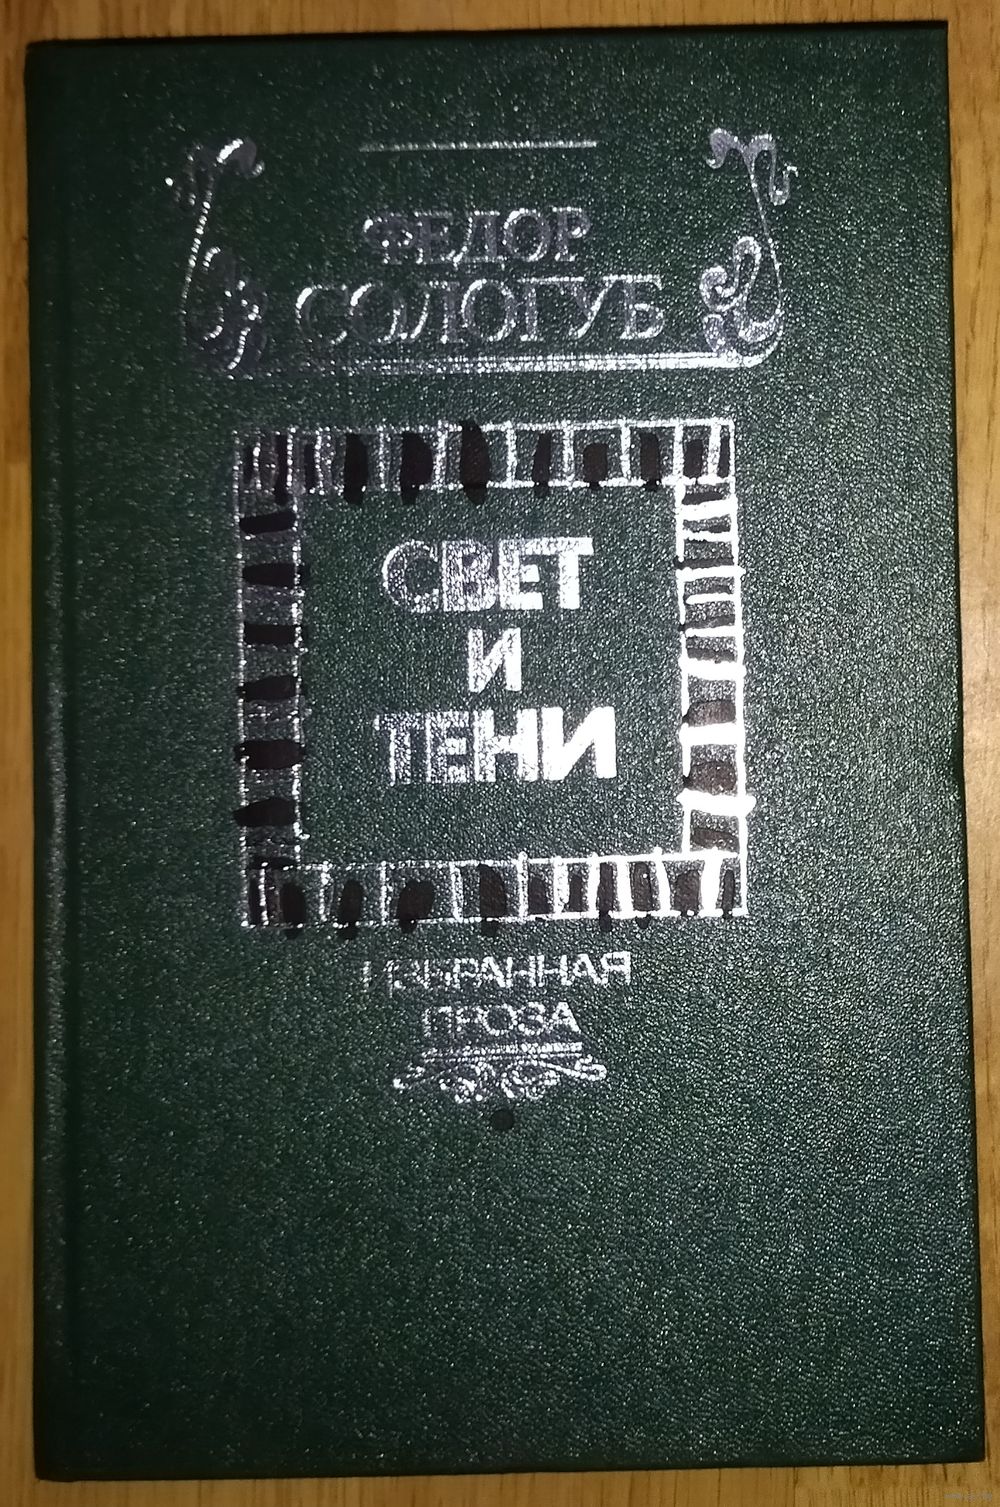 ФЕДОР
СОЛОГУБ
СВЕТ
И
ТЕНИ
ИЗБРАННАЯ
ПРОЗА